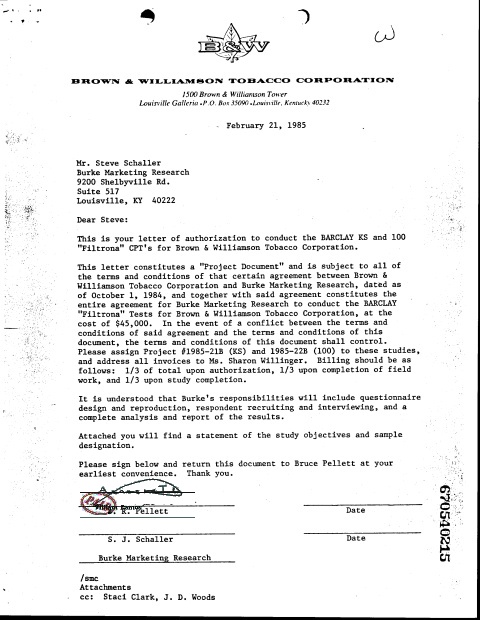 B&W
BROWN & WILLIAMSON TOBACCO CORPORATION
1500 Brown & Williamson Tower
Louisville Galleria • P.O. Box 35090 • Louisville, Kentucky 40232
February 21, 1985
Mr. Steve Schaller
Burke Marketing Research
9200 Shelbyville Rd.
Suite 517
Louisville, KY 40222
Dear Steve:
This is your letter of authorization to conduct the BARCLAY KS and 100
"Filtrona" CPT's for Brown & Williamson Tobacco Corporation.
This letter constitutes a "Project Document" and is subject to all of
the terms and conditions of that certain agreement between Brown &
Williamson Tobacco Corporation and Burke Marketing Research, dated as
of October 1, 1984, and together with said agreement constitutes the
entire agreement for Burke Marketing Research to conduct the BARCLAY
"Filtrona" Tests for Brown & Williamson Tobacco Corporation, at the
cost of $45,000. In the event of a conflict between the terms and
conditions of said agreement and the terms and conditions of this
document, the terms and conditions of this document shall control.
Please assign Project #1985-21B (KS) and 1985-22B (100) to these studies,
and address all invoices to Ms. Sharon Willinger. Billing should be as
follows: 1/3 of total upon authorization, 1/3 upon completion of field
work, and 1/3 upon study completion.
It is understood that Burke's responsibilities will include questionnaire
design and reproduction, respondent recruiting and interviewing, and a
complete analysis and report of the results.
Attached you will find a statement of the study objectives and sample
designation.
Please sign below and return this document to Bruce Pellett at your
earliest convenience. Thank you.
K. Pellett
Date
S. J. Schaller
Date
Burke Marketing Research
/smc
Attachments
cc: Staci Clark, J. D. Woods
670540215